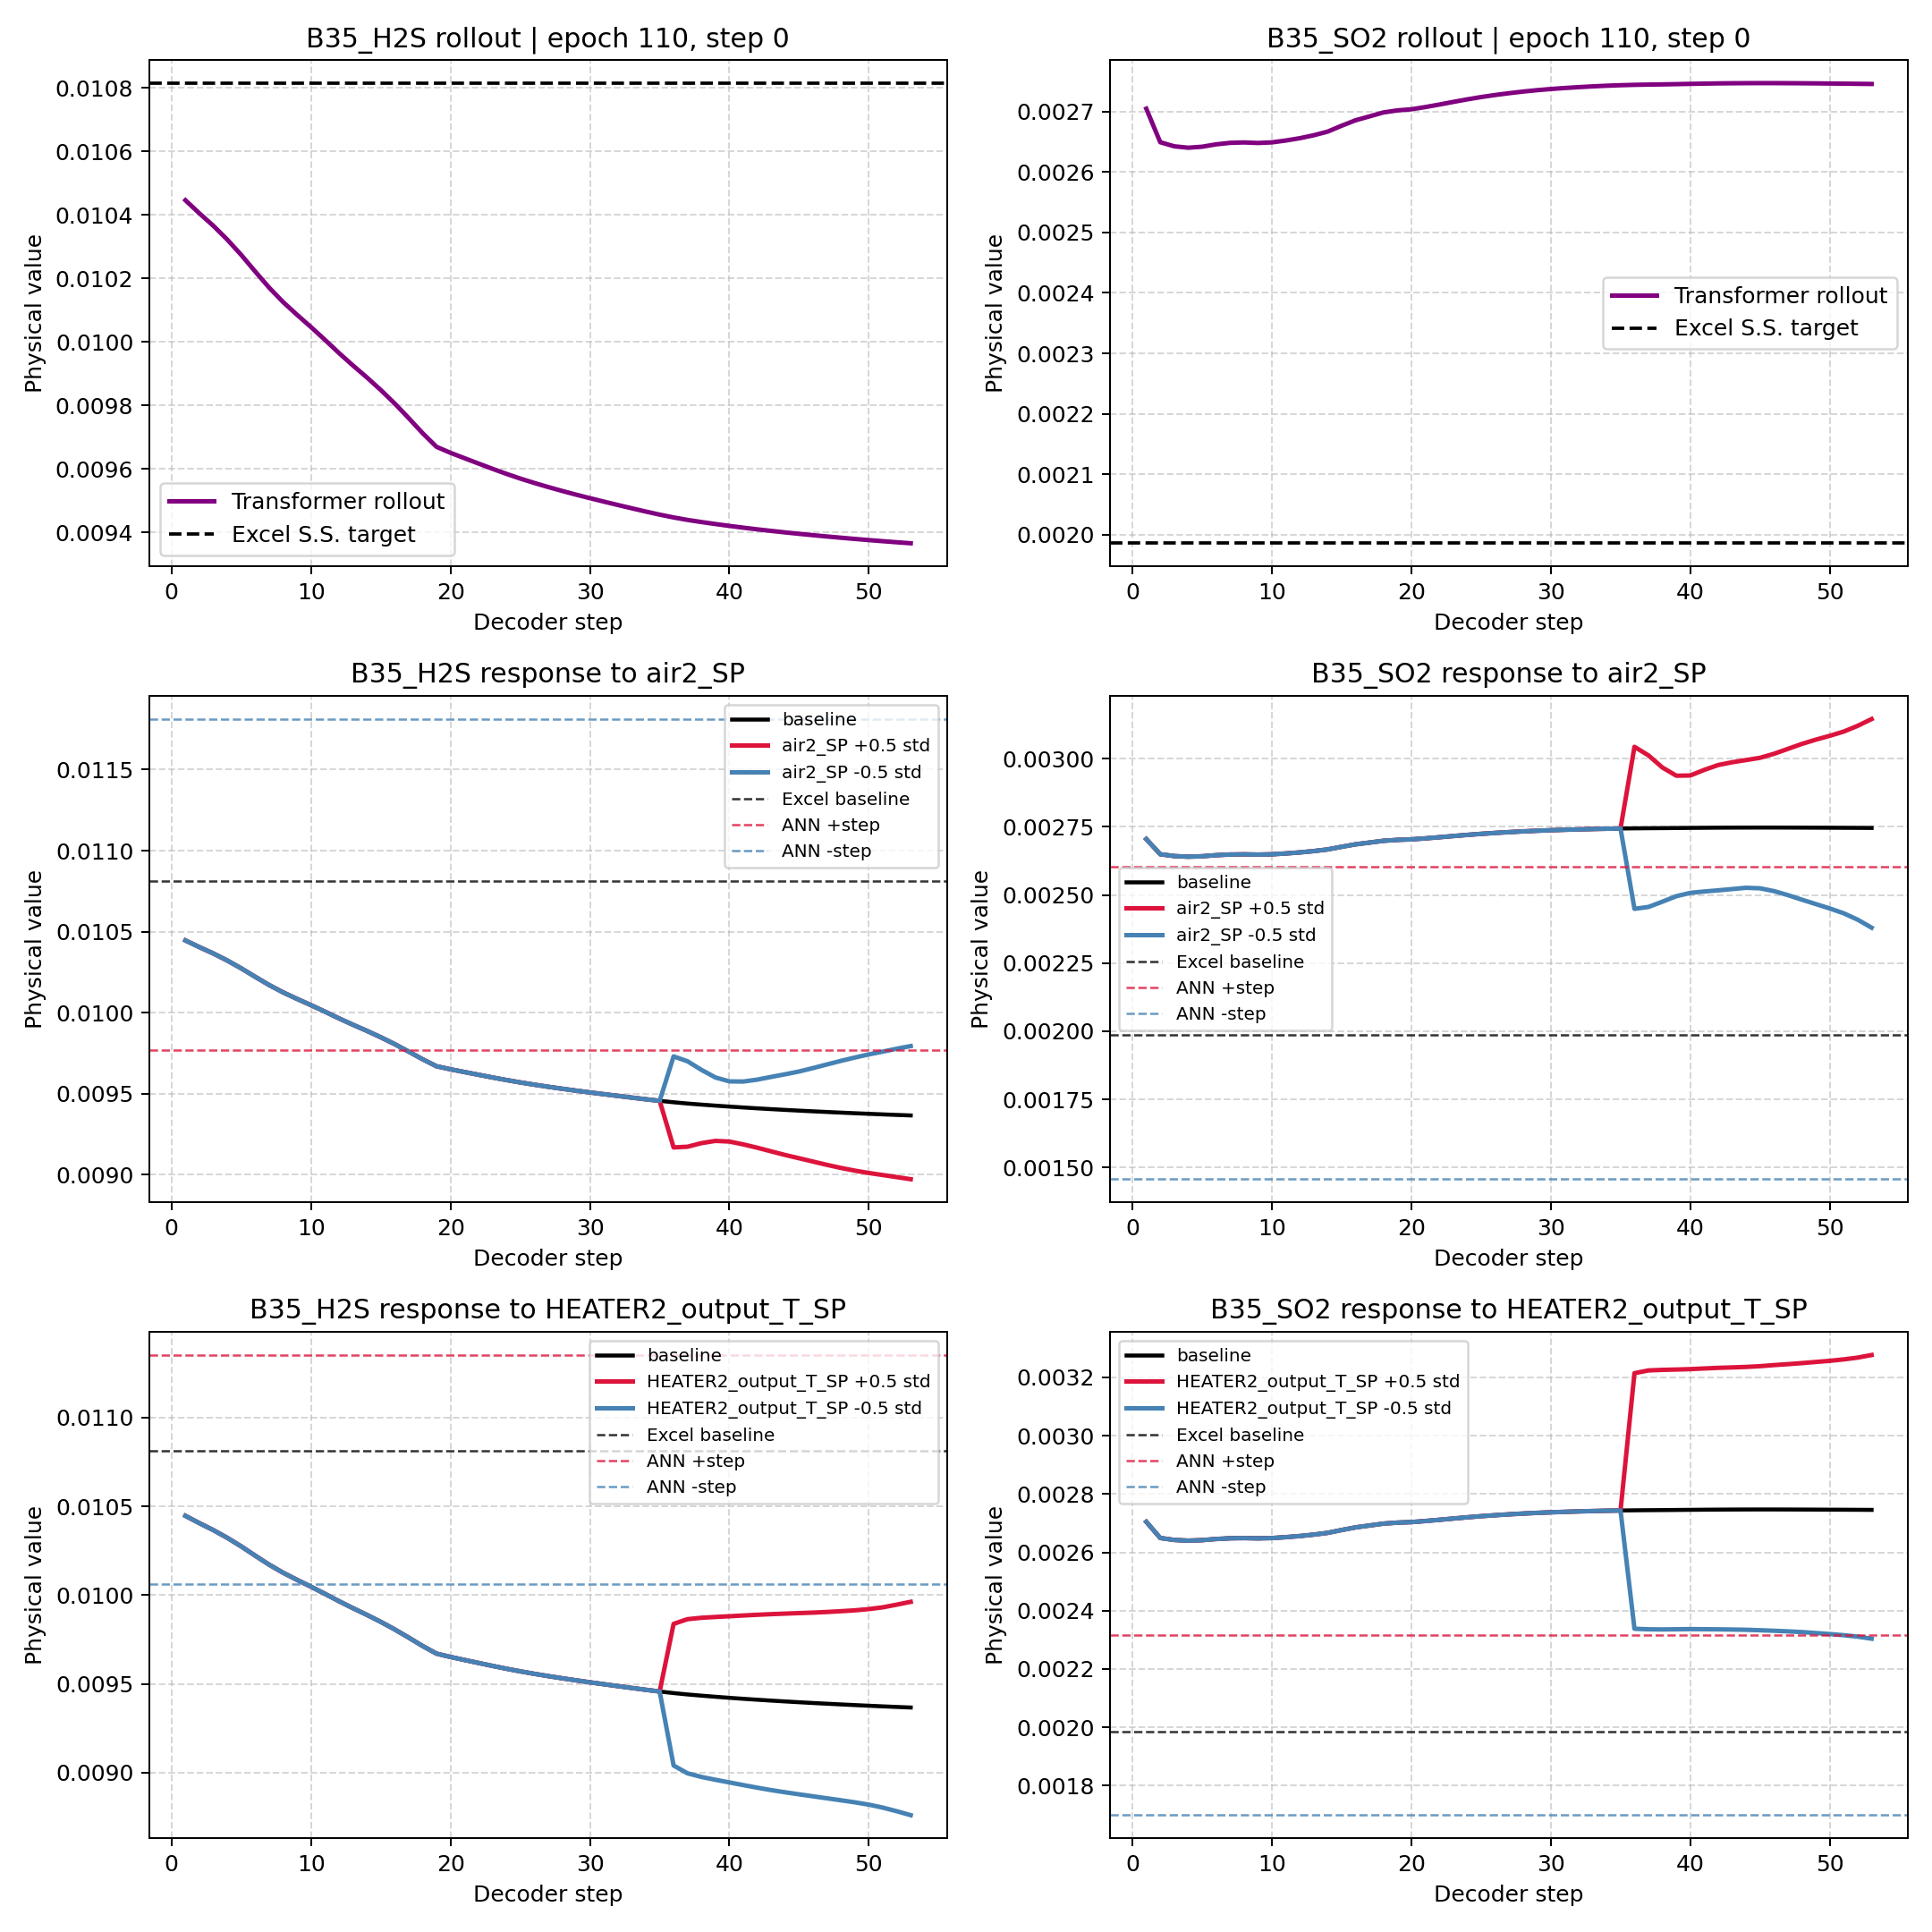 B35_H2S rollout | epoch 110, step 0
Physical value
0.0108
0.0106
0.0104
0.0102
0.0100
0.0098
0.0096
0.0094
Transformer rollout
Excel S.S. target
0 10 20 30 40 50
Decoder step
B35_SO2 rollout | epoch 110, step 0
Physical value
0.0027
0.0026
0.0025
0.0024
0.0023
0.0022
0.0021
0.0020
Transformer rollout
Excel S.S. target
0 10 20 30 40 50
Decoder step
B35_H2S response to air2_SP
Physical value
0.0115
0.0110
0.0105
0.0100
0.0095
0.0090
baseline
air2_SP +0.5 std
air2_SP -0.5 std
Excel baseline
ANN +step
ANN -step
0 10 20 30 40 50
Decoder step
B35_SO2 response to air2_SP
Physical value
0.00300
0.00275
0.00250
0.00225
0.00200
0.00175
0.00150
baseline
air2_SP +0.5 std
air2_SP -0.5 std
Excel baseline
ANN +step
ANN -step
0 10 20 30 40 50
Decoder step
B35_H2S response to HEATER2_output_T_SP
Physical value
0.0110
0.0105
0.0100
0.0095
0.0090
baseline
HEATER2_output_T_SP +0.5 std
HEATER2_output_T_SP -0.5 std
Excel baseline
ANN +step
ANN -step
0 10 20 30 40 50
Decoder step
B35_SO2 response to HEATER2_output_T_SP
Physical value
0.0032
0.0030
0.0028
0.0026
0.0024
0.0022
0.0020
0.0018
baseline
HEATER2_output_T_SP +0.5 std
HEATER2_output_T_SP -0.5 std
Excel baseline
ANN +step
ANN -step
0 10 20 30 40 50
Decoder step